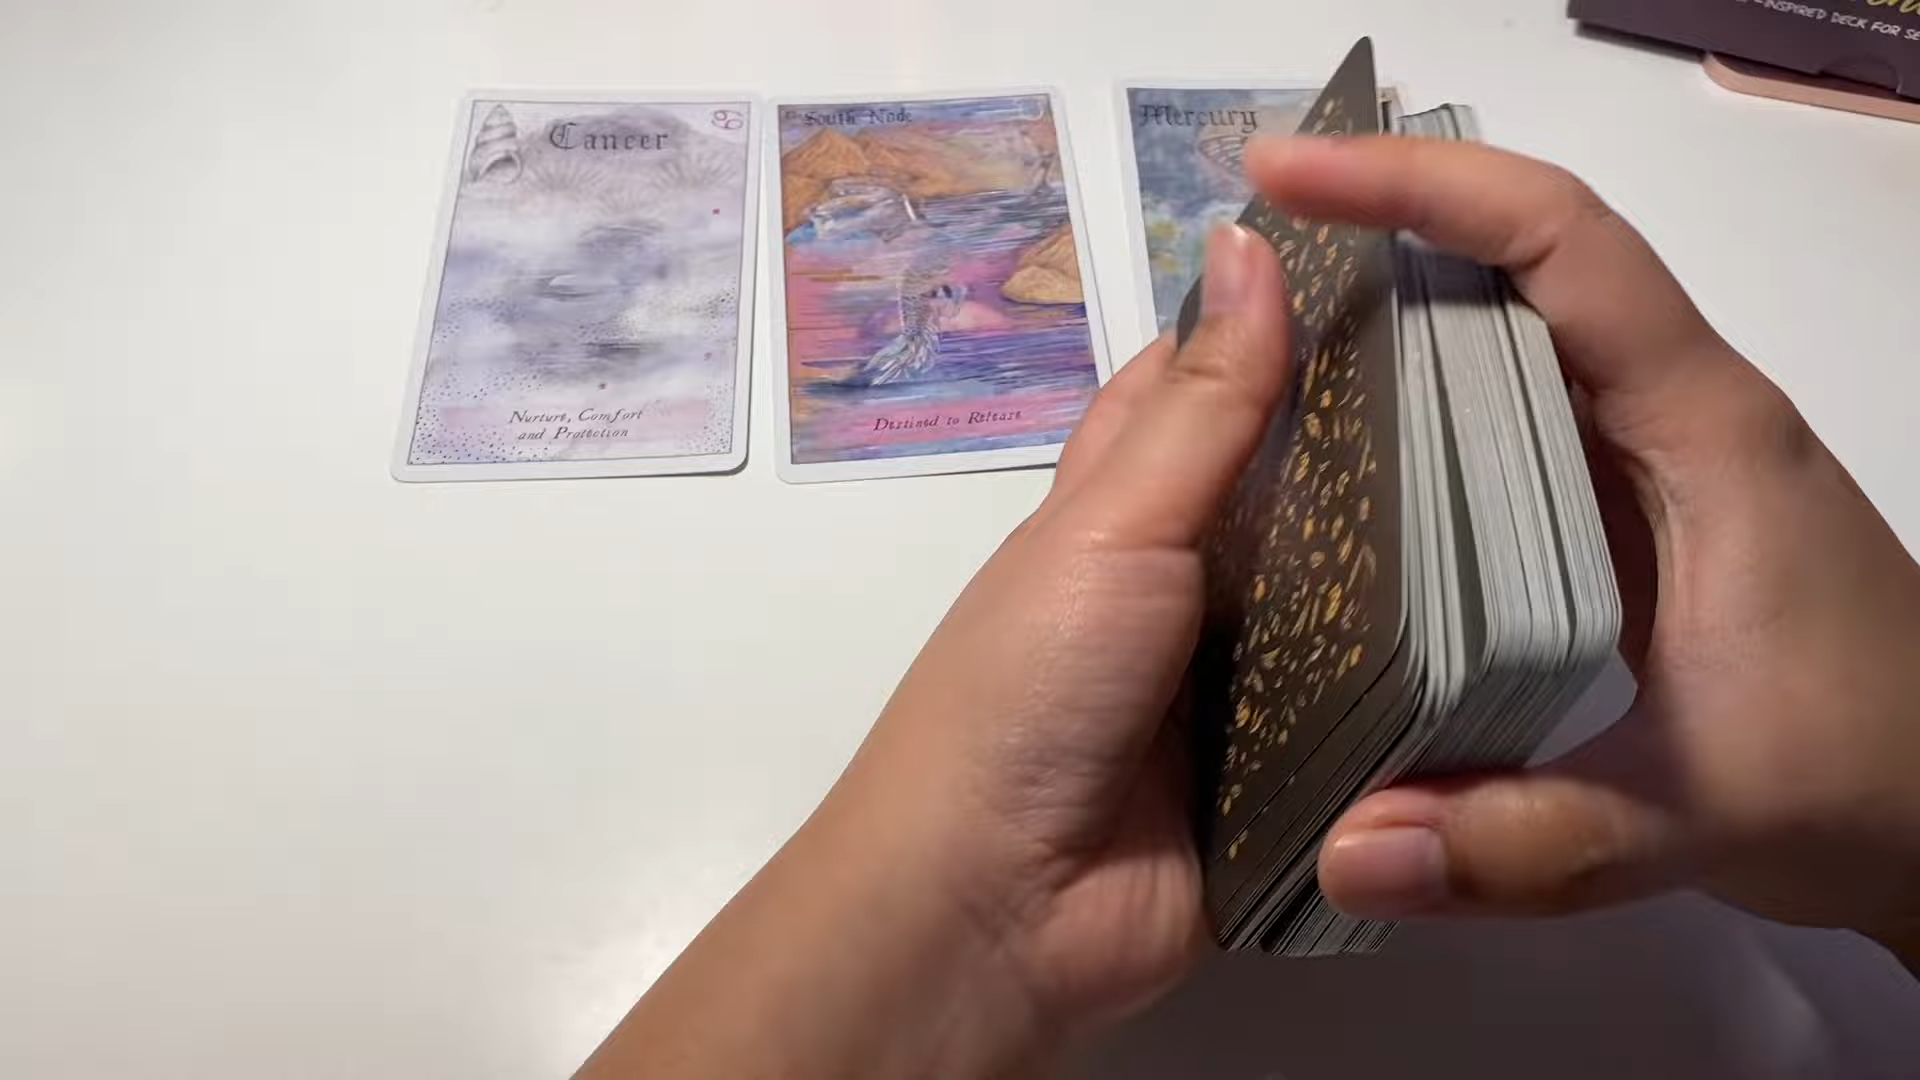 Cancer
Nurture, Comfort
and Protection
South Node
Destined to Release
Mercury
-INSPIRED DECK FOR SE